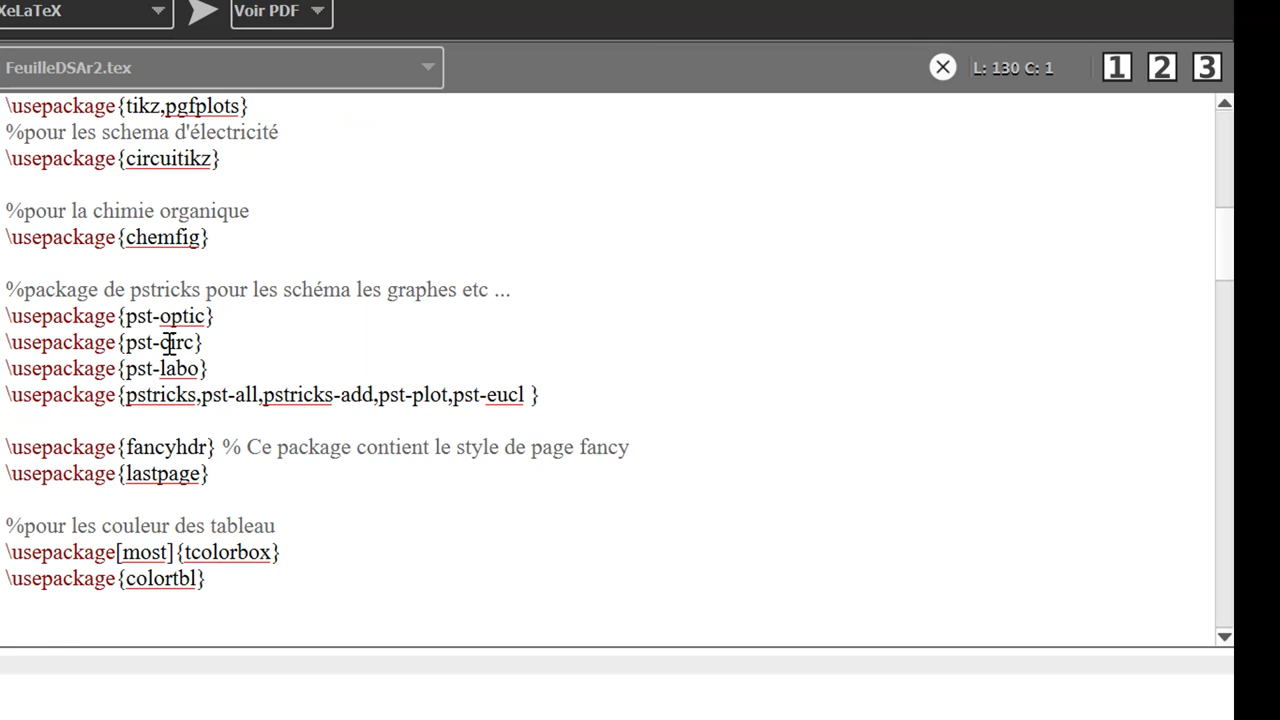 XeLaTeX Voir PDF
FeuilleDSAr2.tex L: 130 C: 1 1 2 3
\usepackage{tikz,pgfplots}
%pour les schema d'électricité
\usepackage{circuitikz}
%pour la chimie organique
\usepackage{chemfig}
%package de pstricks pour les schéma les graphes etc ...
\usepackage{pst-optic}
\usepackage{pst-circ}
\usepackage{pst-labo}
\usepackage{pstricks,pst-all,pstricks-add,pst-plot,pst-eucl }
\usepackage{fancyhdr} % Ce package contient le style de page fancy
\usepackage{lastpage}
%pour les couleur des tableau
\usepackage[most]{tcolorbox}
\usepackage{colortbl}